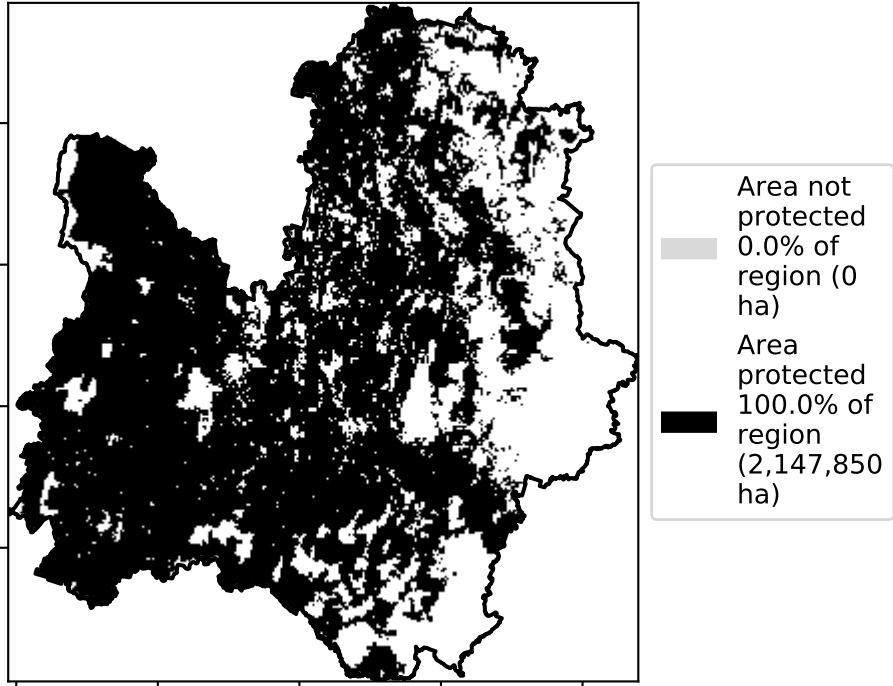 Area not
protected
0.0% of
region (0
ha)
Area
protected
100.0% of
region
(2,147,850
ha)